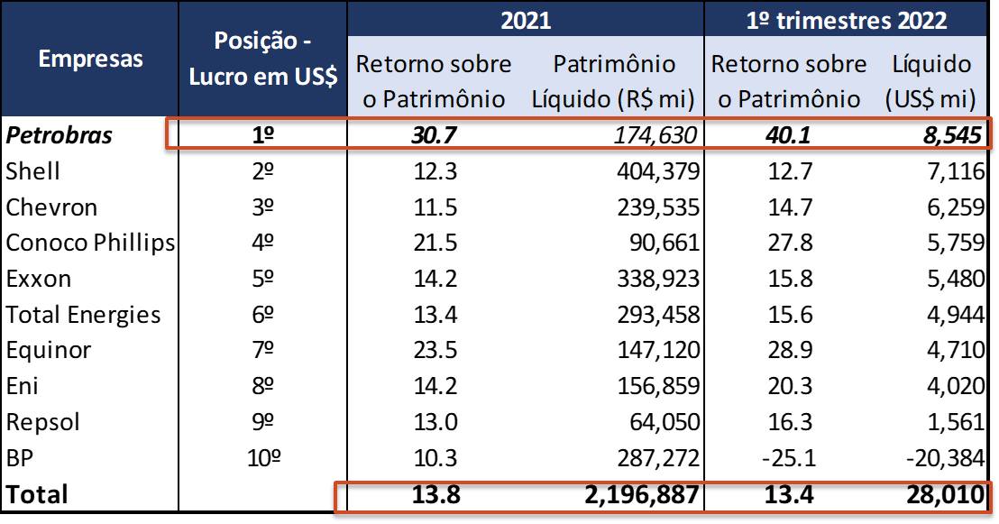 Empresas Posição - Lucro em US$ 2021 1º trimestres 2022
Retorno sobre o Patrimônio Patrimônio Líquido (R$ mi) Retorno sobre o Patrimônio Líquido (US$ mi)
Petrobras 1º 30.7 174,630 40.1 8,545
Shell 2º 12.3 404,379 12.7 7,116
Chevron 3º 11.5 239,535 14.7 6,259
Conoco Phillips 4º 21.5 90,661 27.8 5,759
Exxon 5º 14.2 338,923 15.8 5,480
Total Energies 6º 13.4 293,458 15.6 4,944
Equinor 7º 23.5 147,120 28.9 4,710
Eni 8º 14.2 156,859 20.3 4,020
Repsol 9º 13.0 64,050 16.3 1,561
BP 10º 10.3 287,272 -25.1 -20,384
Total 13.8 2,196,887 13.4 28,010